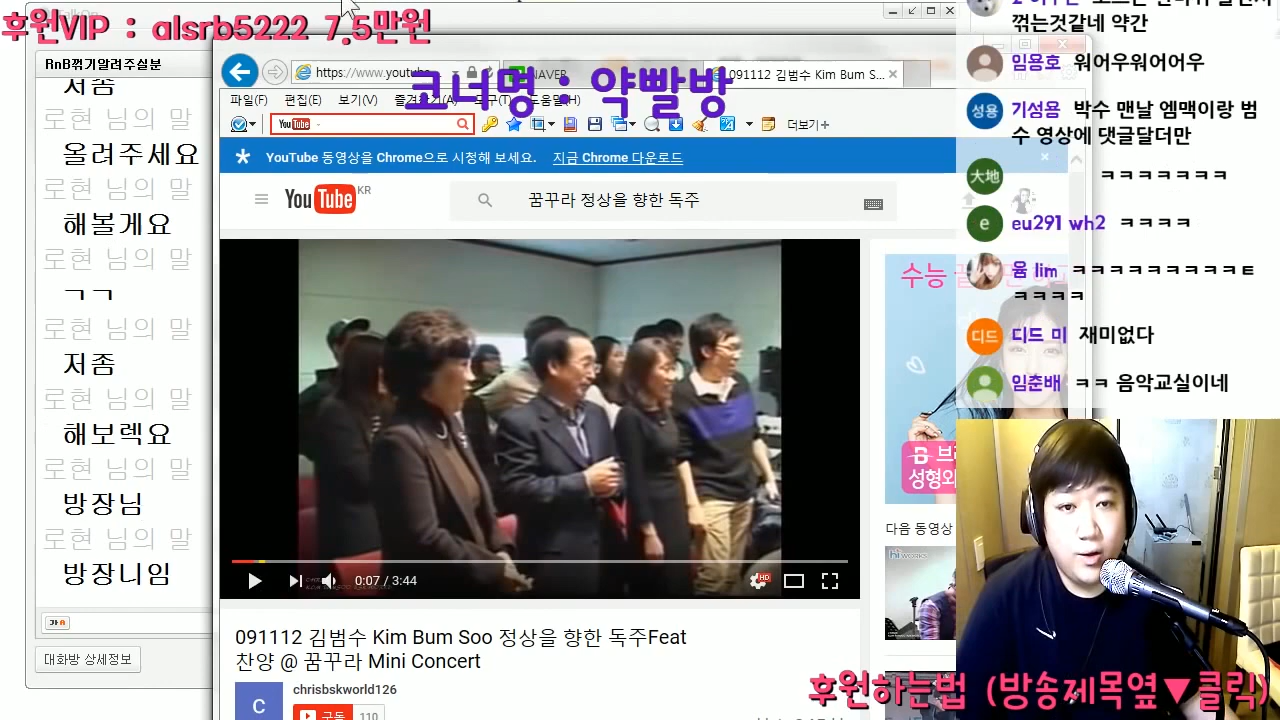 후원VIP : alsrb5222 7.5만원
RnB꺾기알려주실분
저좀
로현 님의 말
올려주세요
로현 님의 말
해볼게요
로현 님의 말
ㄱㄱ
로현 님의 말
저좀
로현 님의 말
해보렉요
로현 님의 말
방장님
로현 님의 말
방장니임
대화방 상세정보
코너명 : 약빨방
091112 김범수 Kim Bum S...
파일(F) 편집(E) 보기(V)
더보기+
YouTube 동영상을 Chrome으로 시청해 보세요. 지금 Chrome 다운로드
YouTube KR
꿈꾸라 정상을 향한 독주
0:07 / 3:44
HD
091112 김범수 Kim Bum Soo 정상을 향한 독주Feat
찬양 @ 꿈꾸라 Mini Concert
C
chrisbskworld126
구독 110
수능
성형외
다음 동영상
꺾는것같네 약간
임용호 워어우워어어우
성용 기성용 박수 맨날 엠맥이랑 범
수 영상에 댓글달더만
大地 ㅋㅋㅋㅋㅋㅋㅋ
e eu291 wh2 ㅋㅋㅋㅋ
윰 lim ㅋㅋㅋㅋㅋㅋㅋㅋㅋㅌ
ㅋㅋㅋㅋ
디드 디드 미 재미없다
임춘배 ㅋㅋ 음악교실이네
후원하는법 (방송제목옆▼클릭)